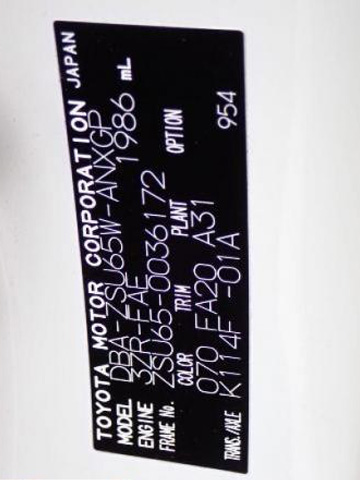 TOYOTA MOTOR CORPORATION JAPAN
MODEL DBA-ZSU65W-ANXGP
ENGINE 3ZR-FAE 1986 mL
FRAME No. ZSU65-0036172
COLOR TRIM PLANT OPTION
070 FA20 A31 954
TRANS./AXLE K114F -01A